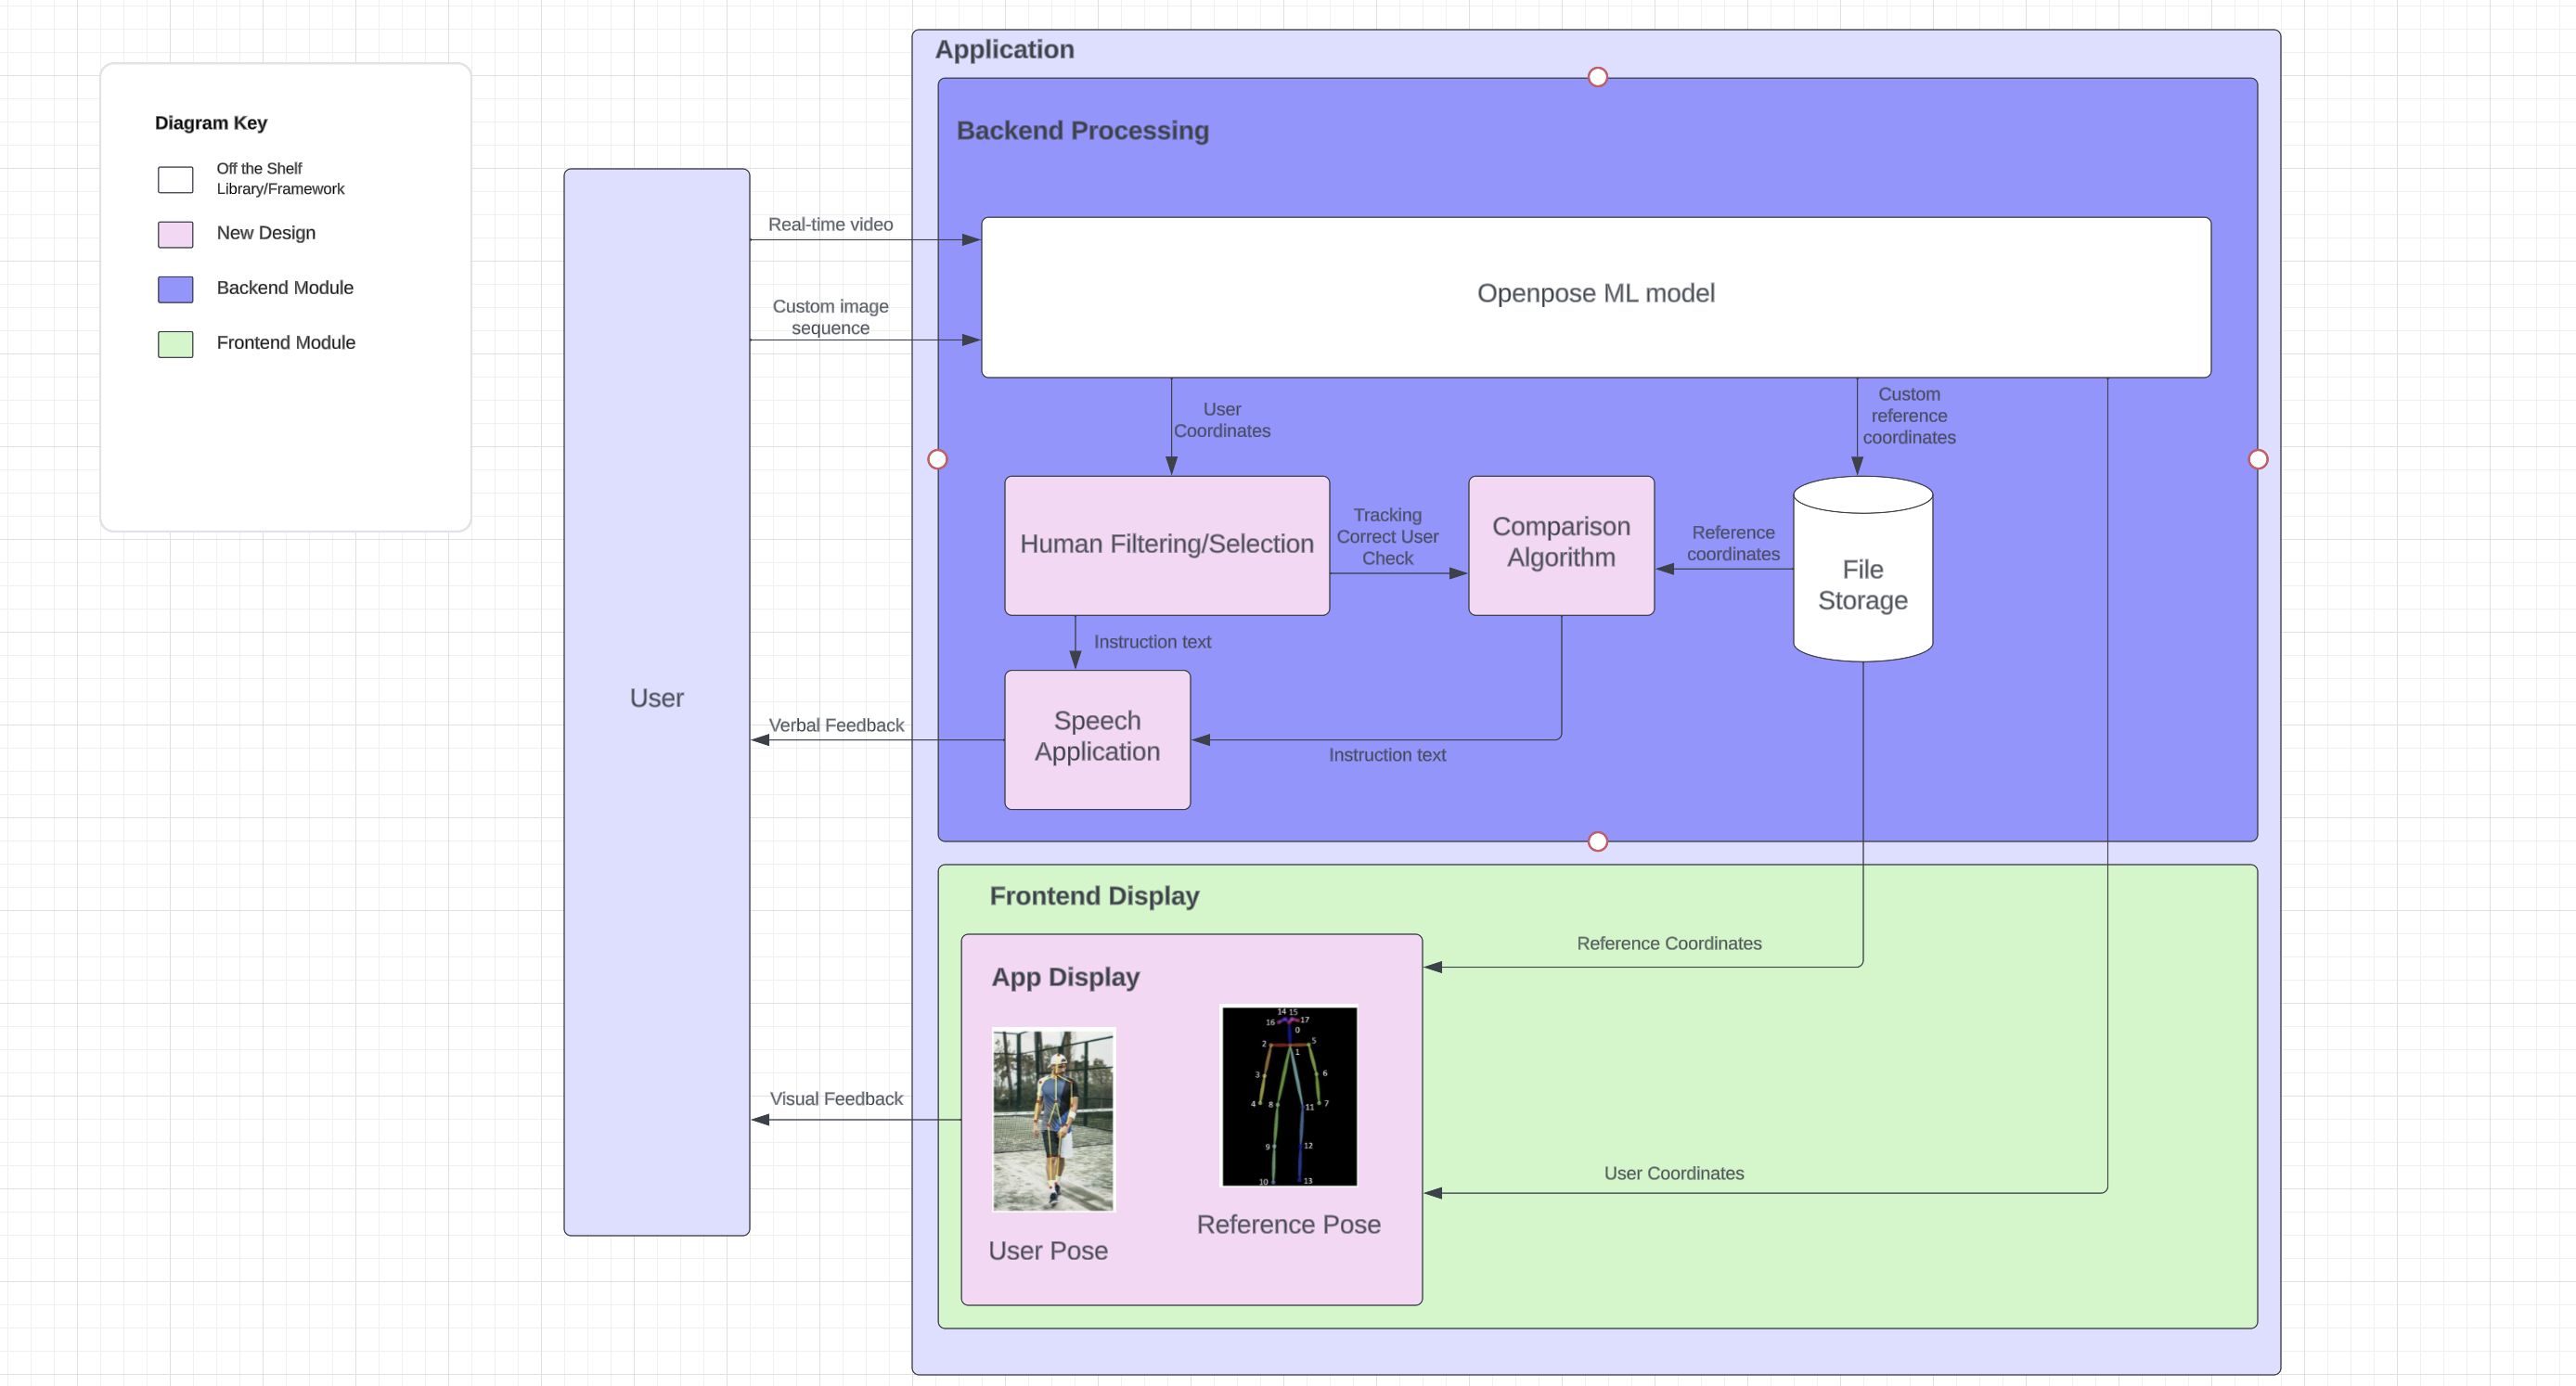 Diagram Key
Off the Shelf
Library/Framework
New Design
Backend Module
Frontend Module
User
Real-time video
Custom image
sequence
Verbal Feedback
Visual Feedback
Application
Backend Processing
Openpose ML model
User
Coordinates
Custom
reference
coordinates
Human Filtering/Selection
Tracking
Correct User
Check
Comparison
Algorithm
Reference
coordinates
File
Storage
Instruction text
Speech
Application
Instruction text
Frontend Display
App Display
Reference Coordinates
14 15
16 17
0
2 5
1
3 6
4 8 11 7
9 12
10 13
User Coordinates
Reference Pose
User Pose